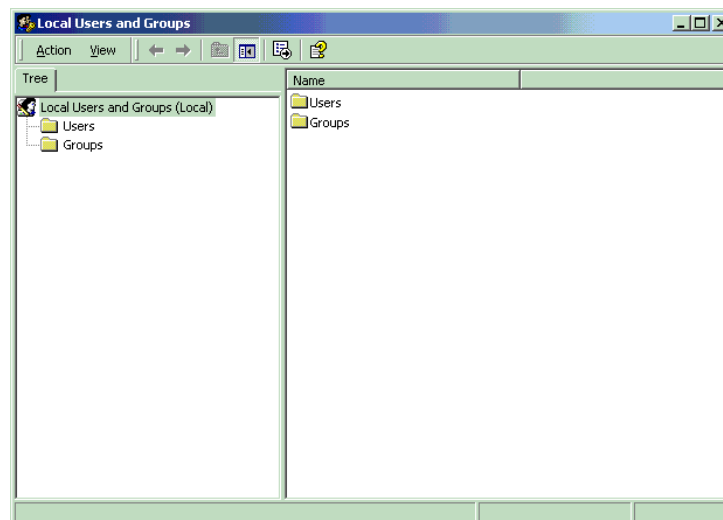 Local Users and Groups
Action View
Tree
Name
Local Users and Groups (Local)
Users
Groups
Users
Groups